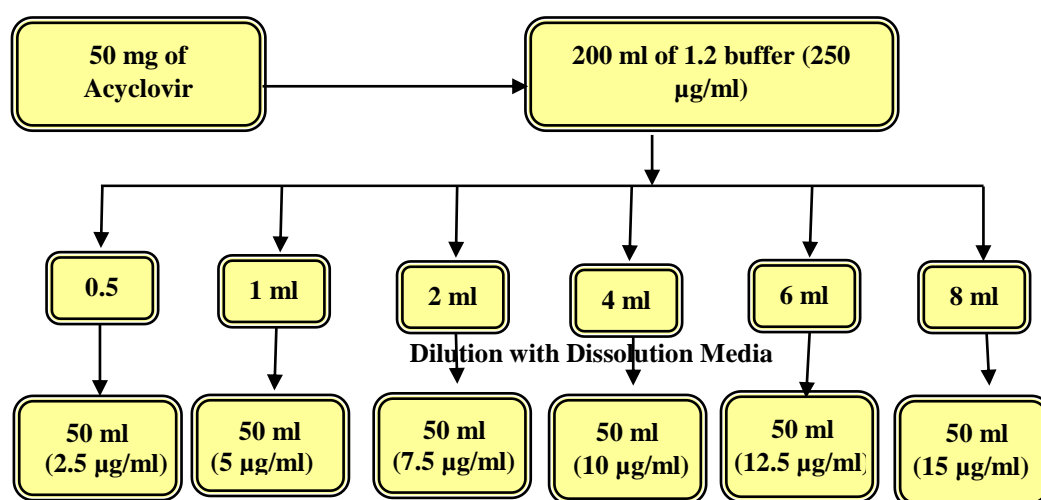 50 mg of
Acyclovir
200 ml of 1.2 buffer (250
µg/ml)
0.5
1 ml
2 ml
4 ml
6 ml
8 ml
Dilution with Dissolution Media
50 ml
(2.5 µg/ml)
50 ml
(5 µg/ml)
50 ml
(7.5 µg/ml)
50 ml
(10 µg/ml)
50 ml
(12.5 µg/ml)
50 ml
(15 µg/ml)